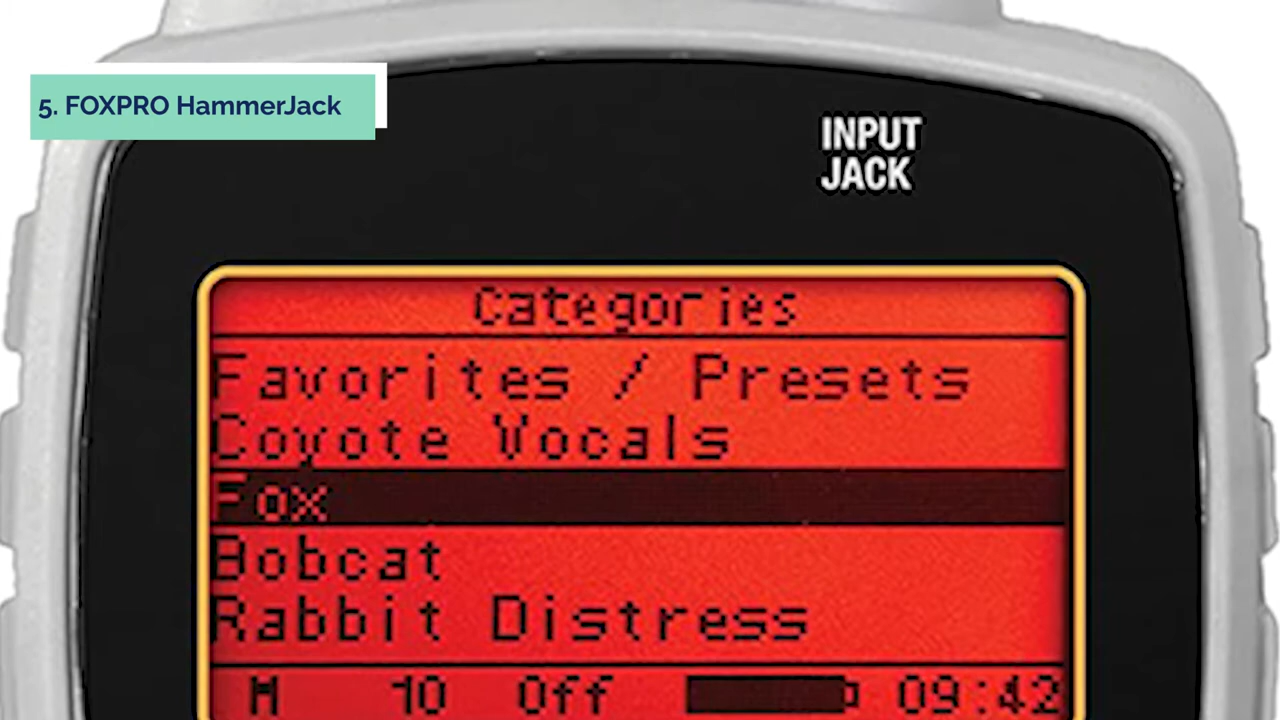 5. FOXPRO HammerJack
INPUT
JACK
Categories
Favorites / Presets
Coyote Vocals
Fox
Bobcat
Rabbit Distress
M 10 Off 09:42